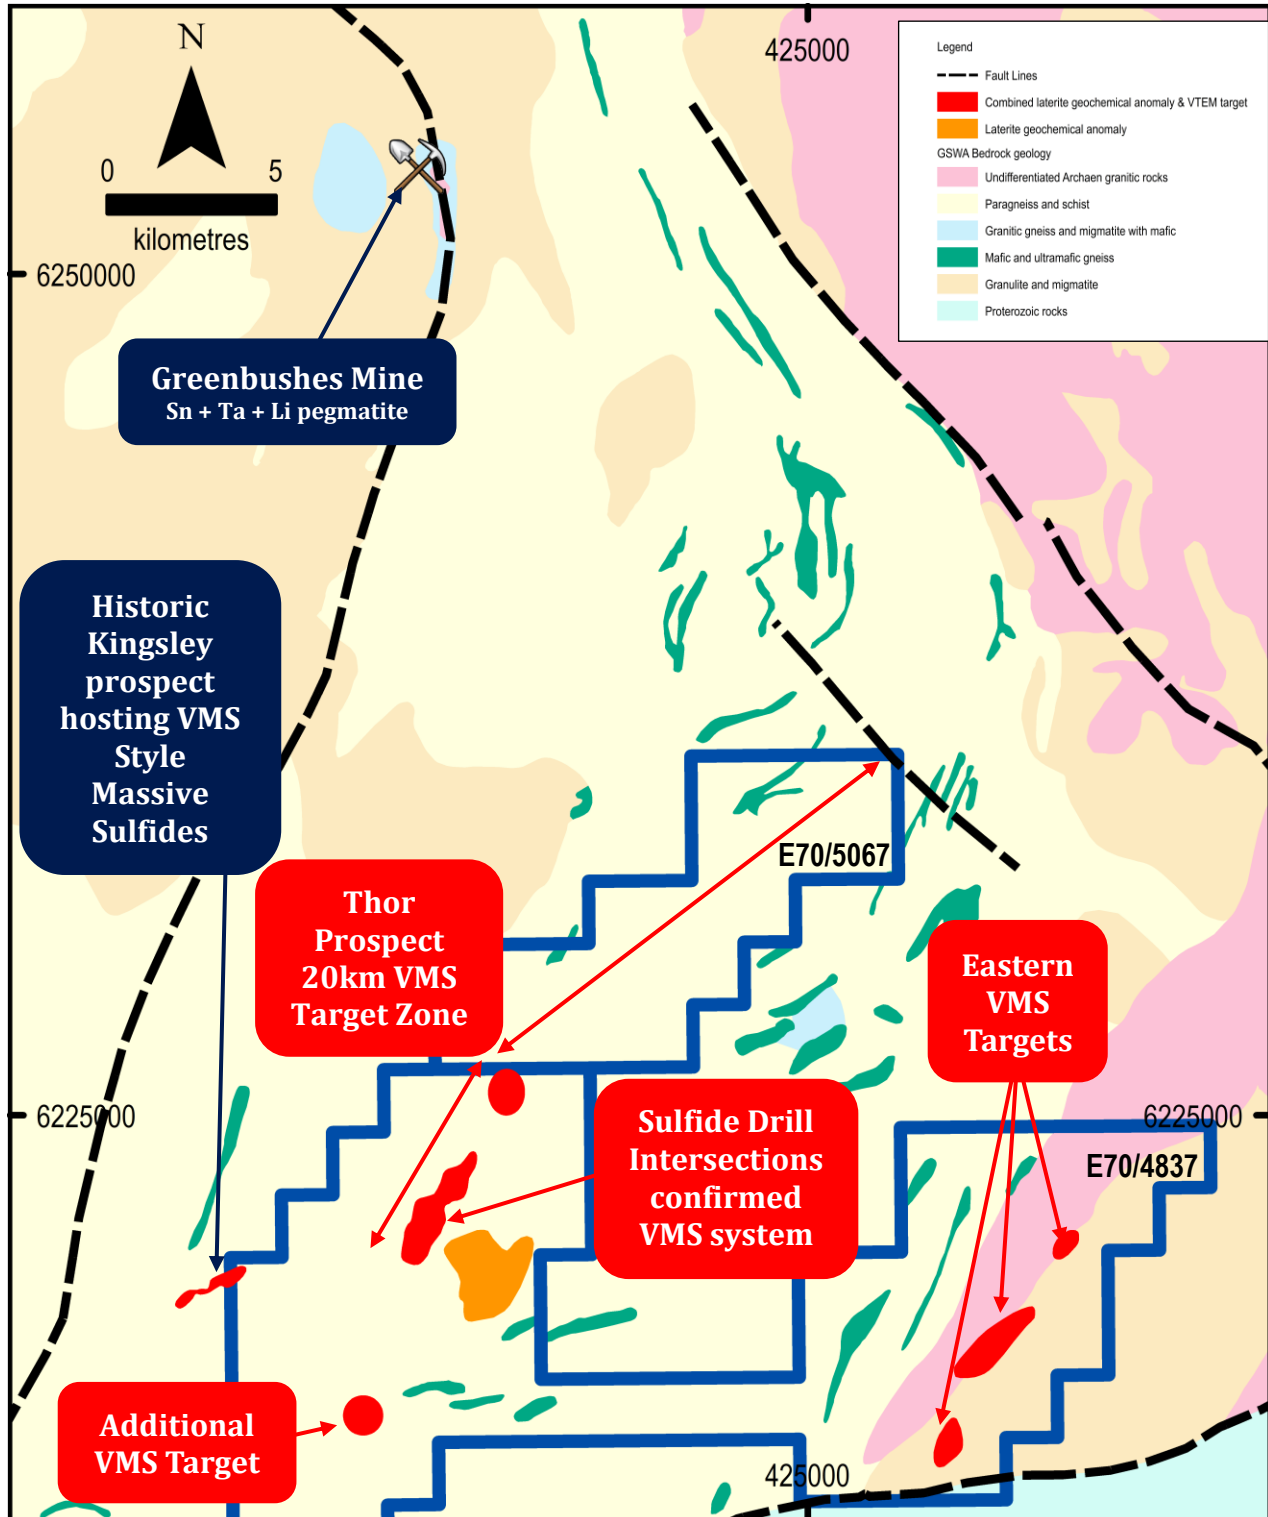 N
0 5
kilometres
425000
Legend
Fault Lines
Combined laterite geochemical anomaly & VTEM target
Laterite geochemical anomaly
GSWA Bedrock geology
Undifferentiated Archaen granitic rocks
Paragneiss and schist
Granitic gneiss and migmatite with mafic
Mafic and ultramafic gneiss
Granulite and migmatite
Proterozoic rocks
6250000
Greenbushes Mine
Sn + Ta + Li pegmatite
Historic
Kingsley
prospect
hosting VMS
Style
Massive
Sulfides
E70/5067
Thor
Prospect
20km VMS
Target Zone
Eastern
VMS
Targets
6225000
6225000
Sulfide Drill
Intersections
confirmed
VMS system
E70/4837
Additional
VMS Target
425000